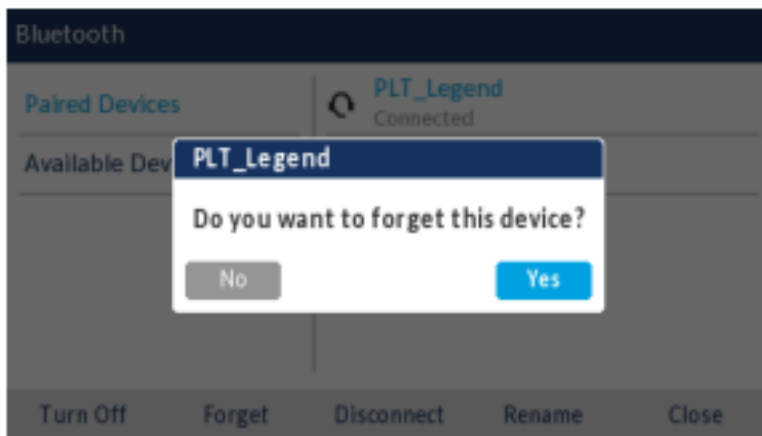 Bluetooth
Paired Devices
PLT_Legend
Connected
Available Dev
PLT_Legend
Do you want to forget this device?
No
Yes
Turn Off
Forget
Disconnect
Rename
Close